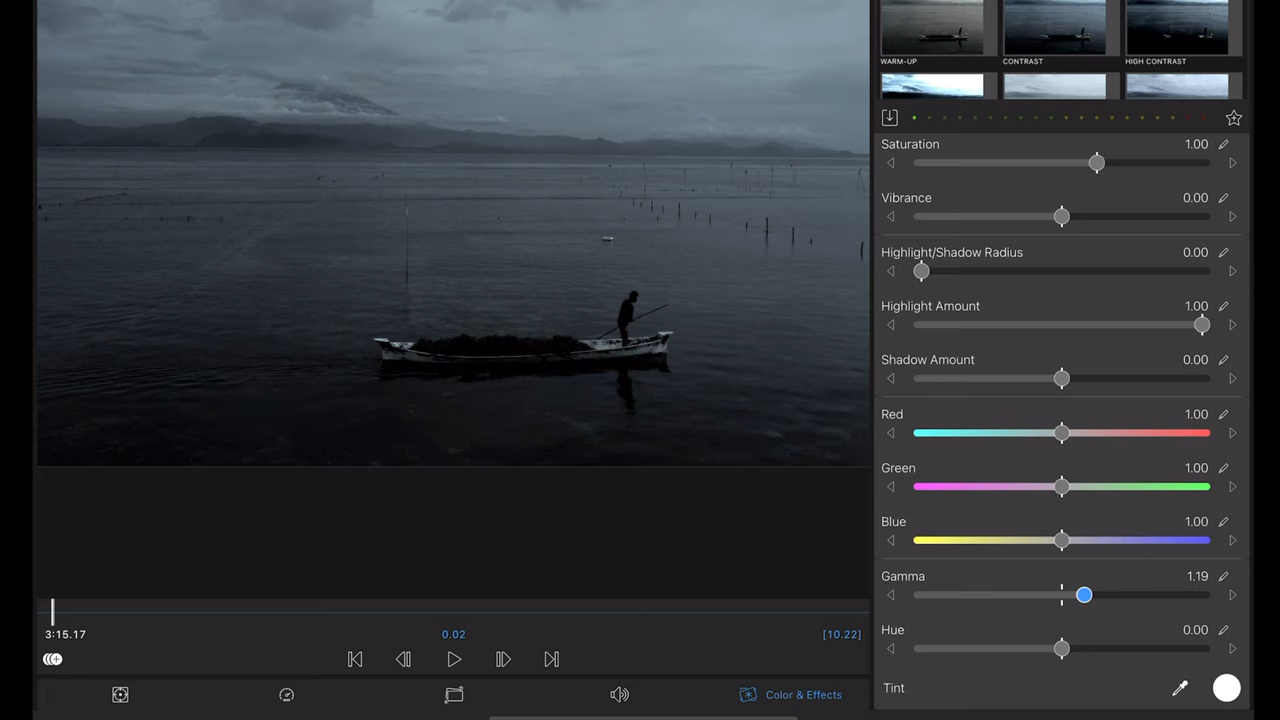 WARM-UP CONTRAST HIGH CONTRAST
Saturation 1.00
Vibrance 0.00
Highlight/Shadow Radius 0.00
Highlight Amount 1.00
Shadow Amount 0.00
Red 1.00
Green 1.00
Blue 1.00
Gamma 1.19
Hue 0.00
Tint
3:15.17 0.02 [10.22]
Color & Effects